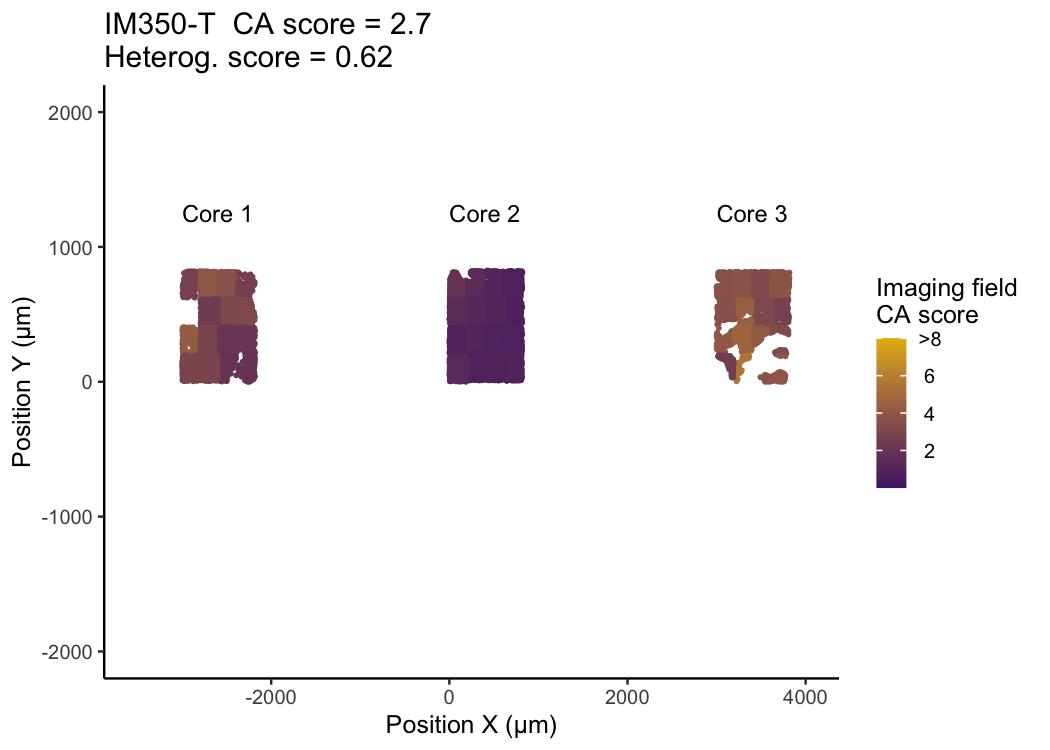 IM350-T  CA score = 2.7
Heterog. score = 0.62
2000
1000
0
-1000
-2000
Position Y (µm)
Core 1
Core 2
Core 3
-2000
0
2000
4000
Position X (µm)
Imaging field
CA score
>8
6
4
2